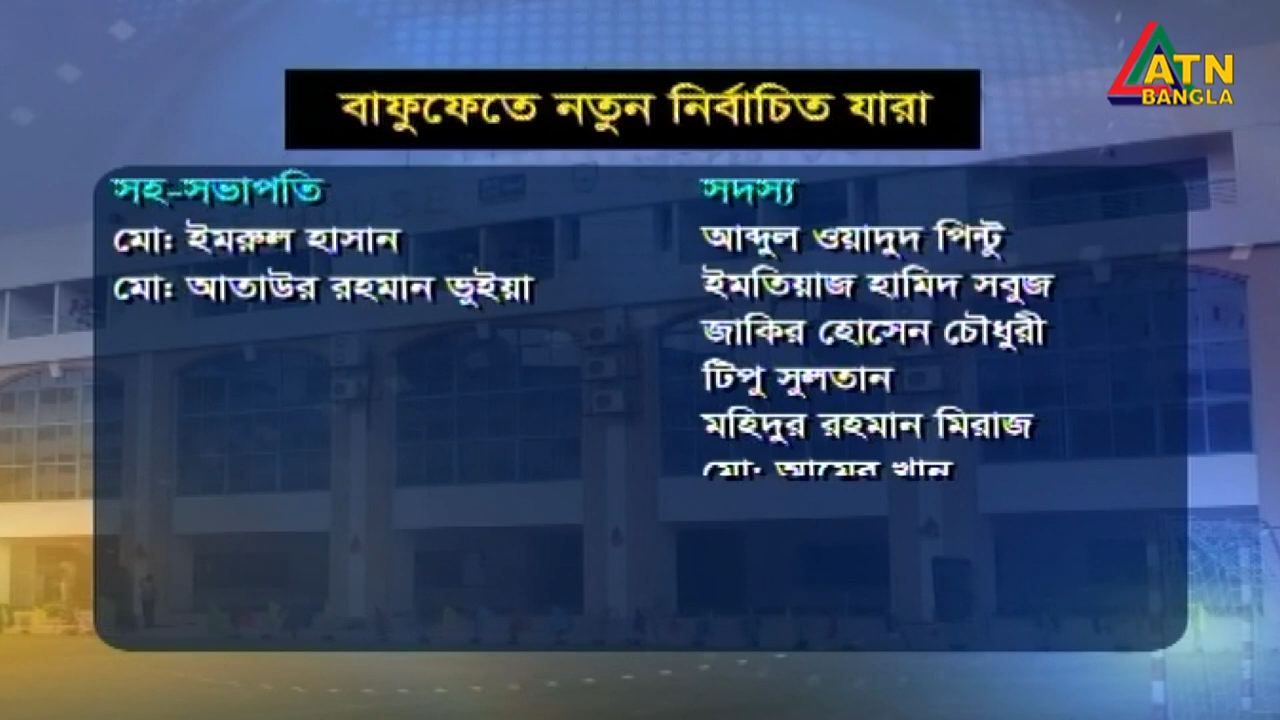 ATN
BANGLA
বাফুফেতে নতুন নির্বাচিত যারা
সহ-সভাপতি
মো: ইমরুল হাসান
মো: আতাউর রহমান ভুইয়া
সদস্য
আব্দুল ওয়াদুদ পিন্টু
ইমতিয়াজ হামিদ সবুজ
জাকির হোসেন চৌধুরী
টিপু সুলতান
মহিদুর রহমান মিরাজ
মো: আমের খান